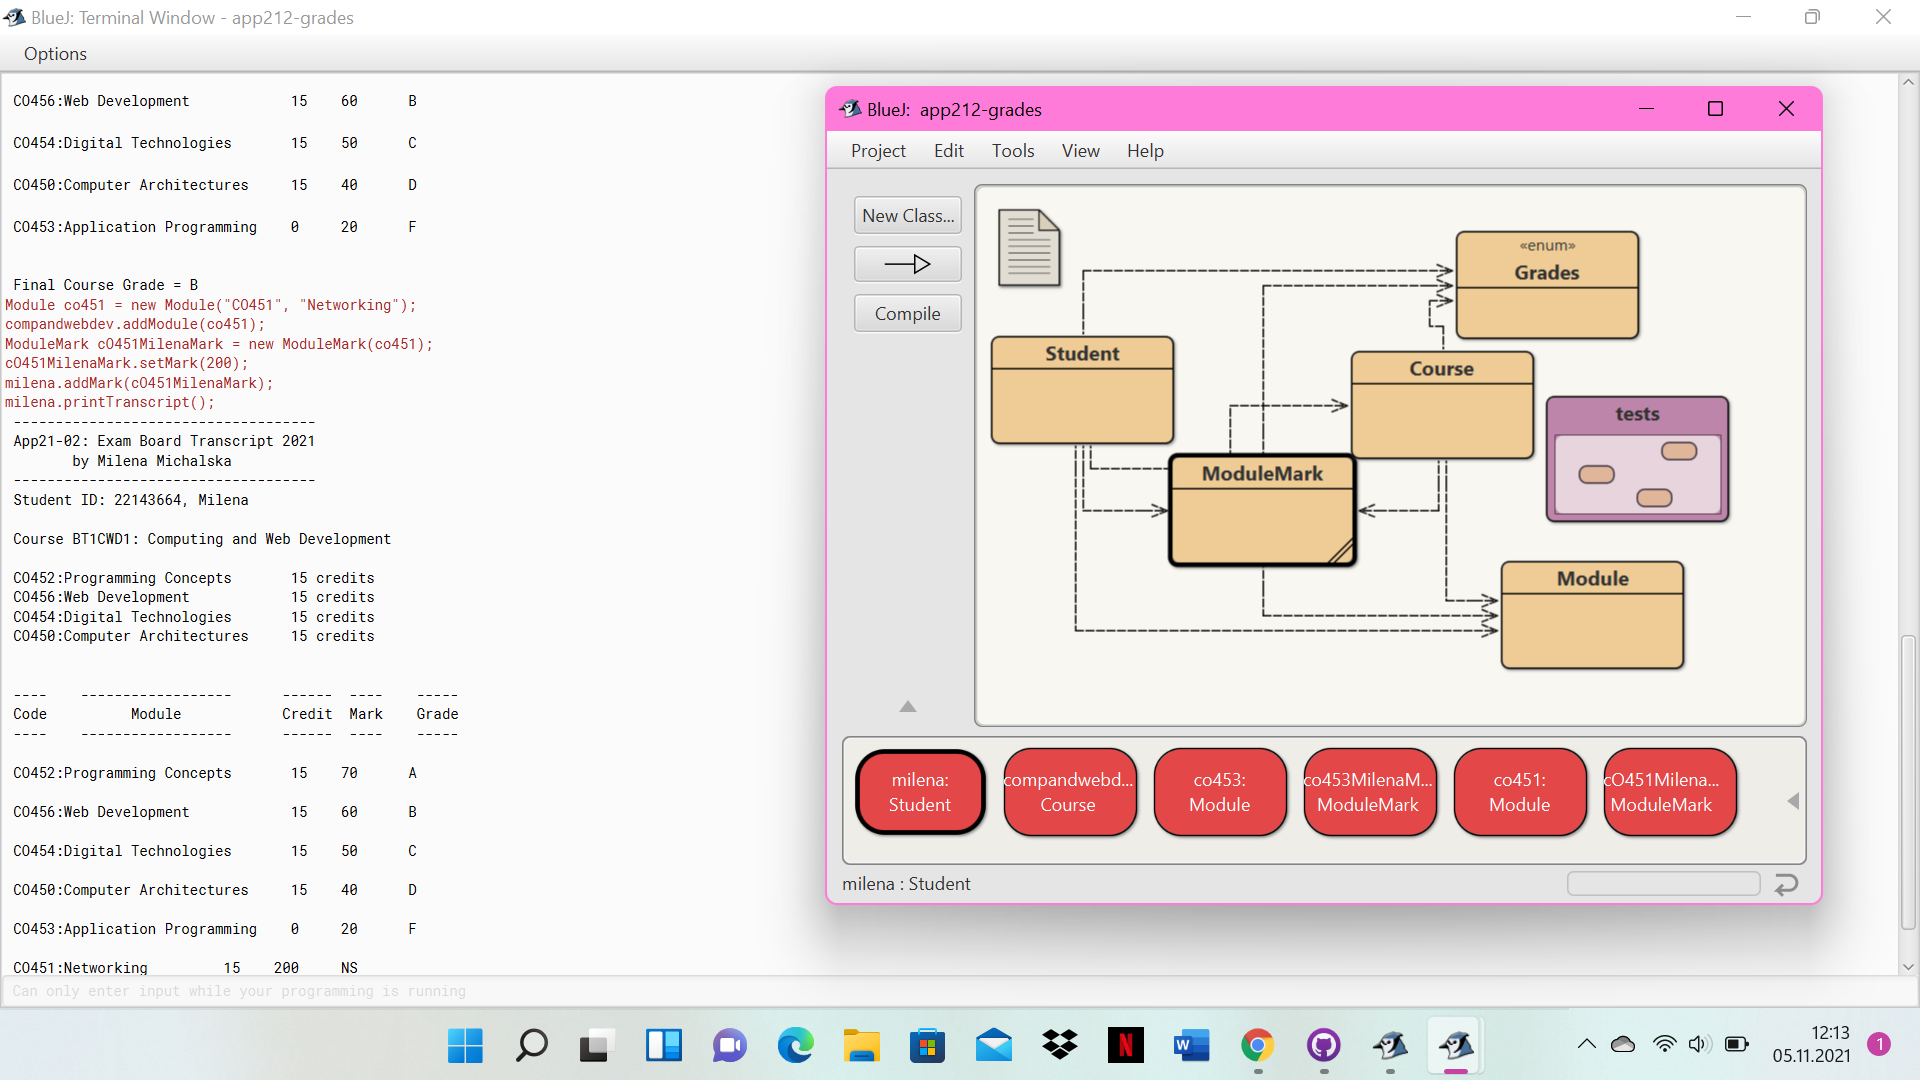 BlueJ: Terminal Window - app212-grades
Options
CO456:Web Development 15 60 B
CO454:Digital Technologies 15 50 C
CO450:Computer Architectures 15 40 D
CO453:Application Programming 0 20 F
Final Course Grade = B
Module co451 = new Module("CO451", "Networking");
compandwebdev.addModule(co451);
ModuleMark cO451MilenaMark = new ModuleMark(co451);
cO451MilenaMark.setMark(200);
milena.addMark(cO451MilenaMark);
milena.printTranscript();
------------------------------------
App21-02: Exam Board Transcript 2021
by Milena Michalska
------------------------------------
Student ID: 22143664, Milena
Course BT1CWD1: Computing and Web Development
CO452:Programming Concepts 15 credits
CO456:Web Development 15 credits
CO454:Digital Technologies 15 credits
CO450:Computer Architectures 15 credits
---- ------------------ ------ ---- -----
Code Module Credit Mark Grade
---- ------------------ ------ ---- -----
CO452:Programming Concepts 15 70 A
CO456:Web Development 15 60 B
CO454:Digital Technologies 15 50 C
CO450:Computer Architectures 15 40 D
CO453:Application Programming 0 20 F
CO451:Networking 15 200 NS
Can only enter input while your programming is running
BlueJ: app212-grades
Project Edit Tools View Help
New Class...
Compile
«enum»
Grades
Student
Course
tests
ModuleMark
Module
milena:
Student
compandwebd...
Course
co453:
Module
co453MilenaM...
ModuleMark
co451:
Module
cO451Milena...
ModuleMark
milena : Student
N
W
12:13
05.11.2021
1